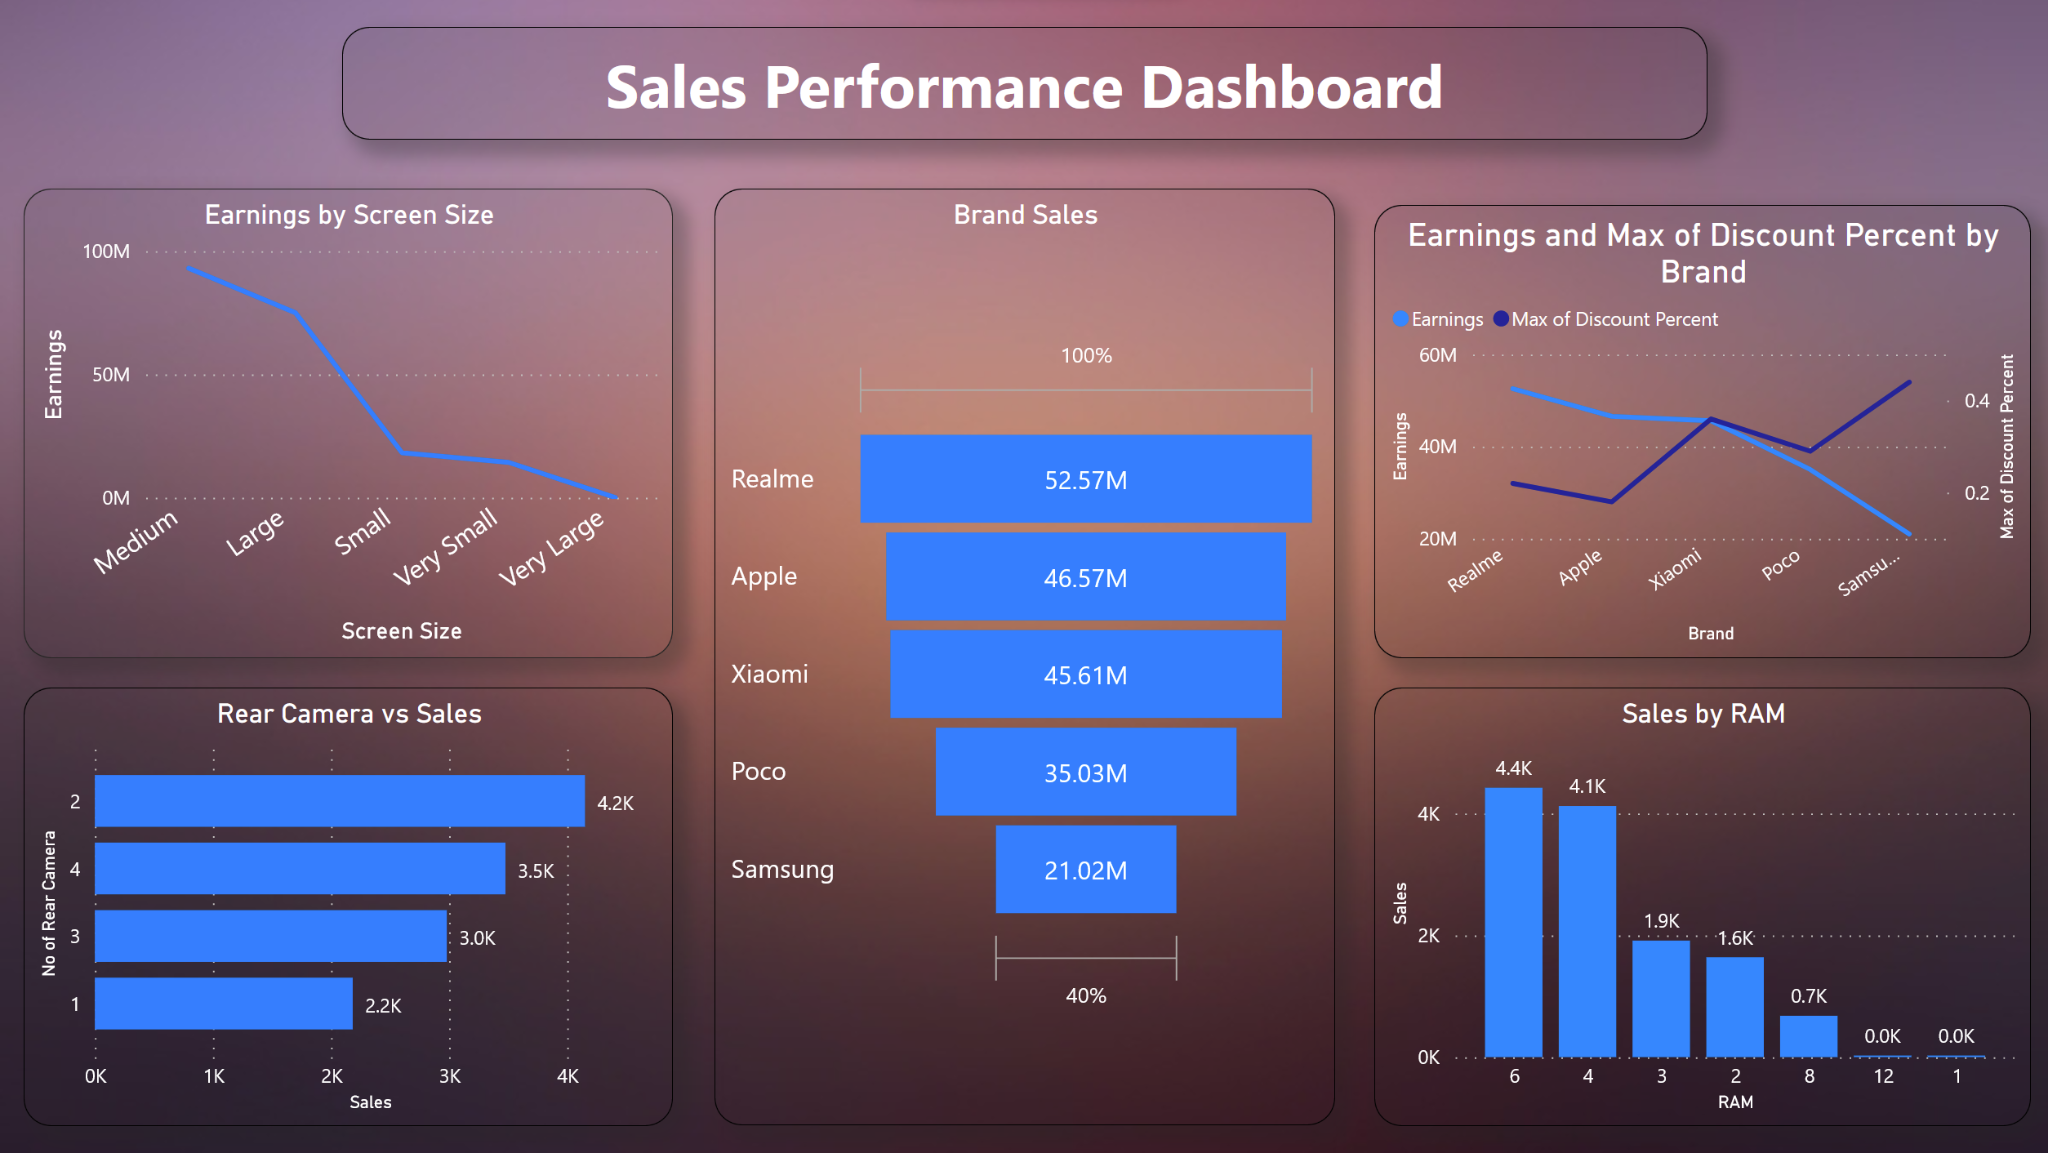 Sales Performance Dashboard
Earnings by Screen Size
100M
50M
0M
Earnings
Medium
Large
Small
Very Small
Very Large
Screen Size
Brand Sales
100%
Realme
52.57M
Apple
46.57M
Xiaomi
45.61M
Poco
35.03M
Samsung
21.02M
40%
Earnings and Max of Discount Percent by
Brand
Earnings
Max of Discount Percent
60M
40M
20M
Earnings
0.4
0.2
Max of Discount Percent
Realme
Apple
Xiaomi
Poco
Samsu...
Brand
Rear Camera vs Sales
No of Rear Camera
2
4.2K
4
3.5K
3
3.0K
1
2.2K
0K
1K
2K
3K
4K
Sales
Sales by RAM
4K
2K
0K
Sales
4.4K
4.1K
1.9K
1.6K
0.7K
0.0K
0.0K
6
4
3
2
8
12
1
RAM